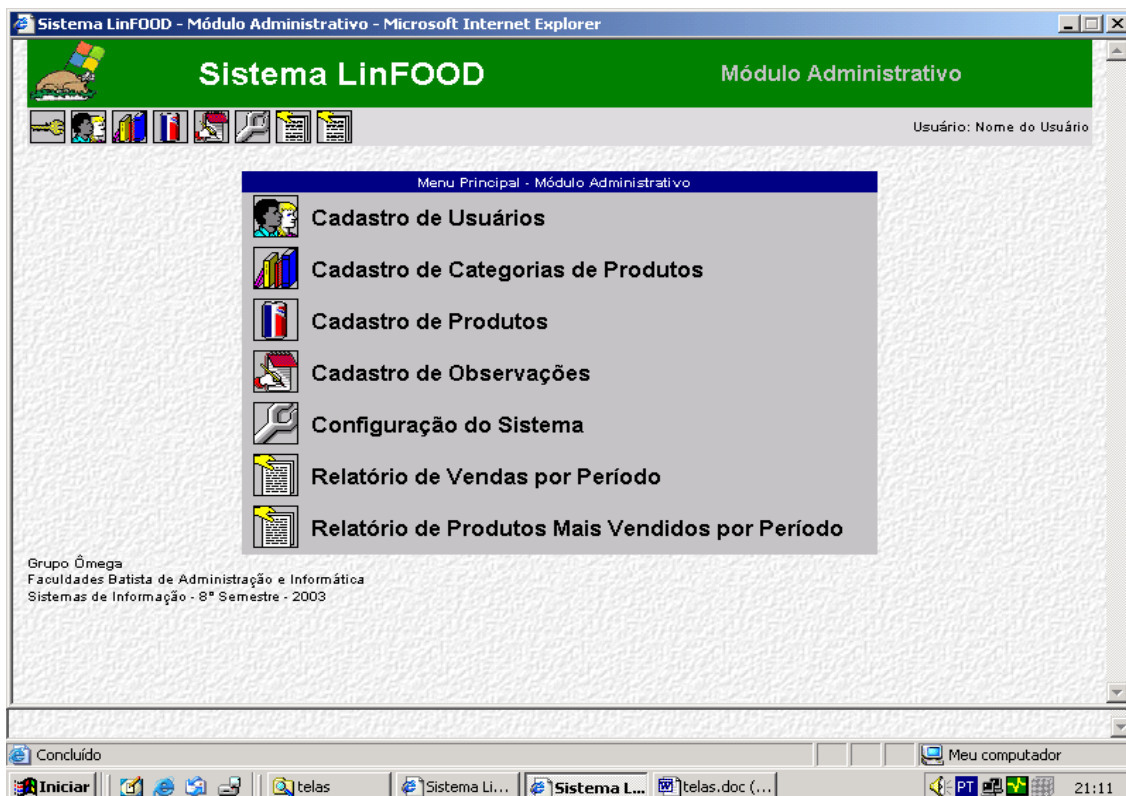 Sistema LinFOOD - Módulo Administrativo - Microsoft Internet Explorer
Sistema LinFOOD
Módulo Administrativo
Usuário: Nome do Usuário
Menu Principal - Módulo Administrativo
Cadastro de Usuários
Cadastro de Categorias de Produtos
Cadastro de Produtos
Cadastro de Observações
Configuração do Sistema
Relatório de Vendas por Período
Relatório de Produtos Mais Vendidos por Período
Grupo Ômega
Faculdades Batista de Administração e Informática
Sistemas de Informação - 8º Semestre - 2003
Concluído
Meu computador
Iniciar
telas
Sistema Li...
Sistema L...
telas.doc (...
PT
21:11